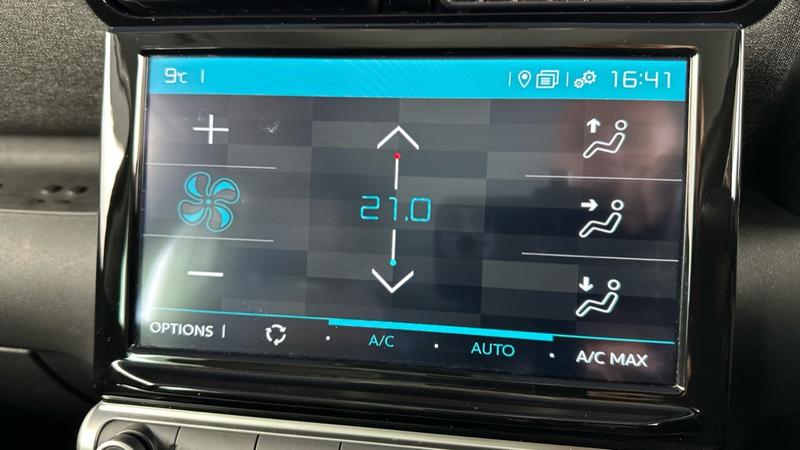 9°C
16:41
21.0
OPTIONS
A/C
AUTO
A/C MAX